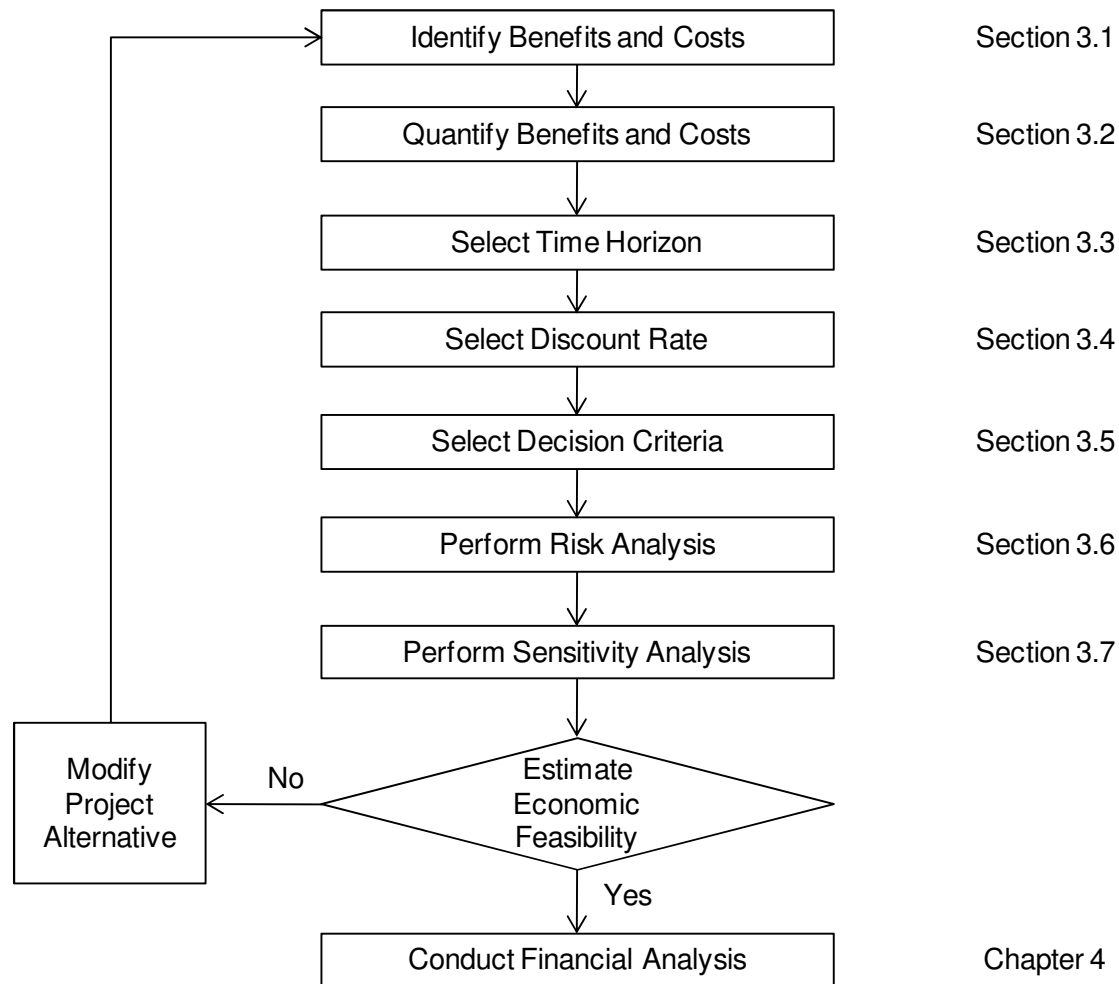 Identify Benefits and Costs Section 3.1
Quantify Benefits and Costs Section 3.2
Select Time Horizon Section 3.3
Select Discount Rate Section 3.4
Select Decision Criteria Section 3.5
Perform Risk Analysis Section 3.6
Perform Sensitivity Analysis Section 3.7
Modify
Project
Alternative
No
Estimate
Economic
Feasibility
Yes
Conduct Financial Analysis Chapter 4